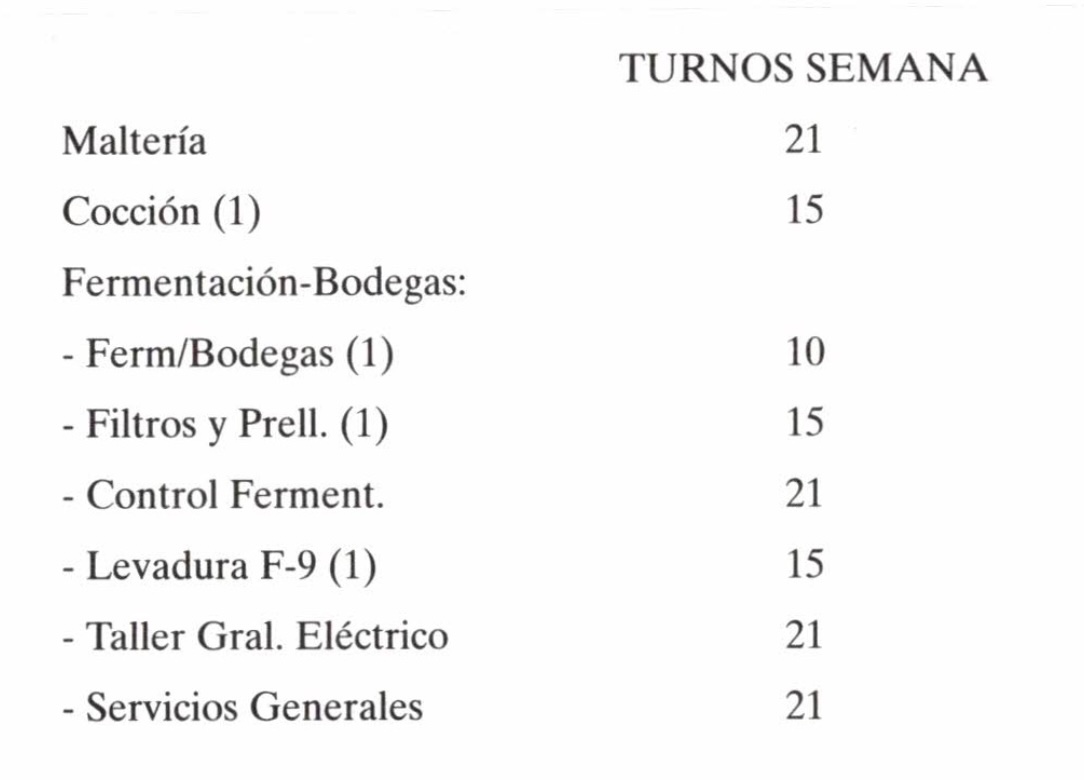 TURNOS SEMANA
Maltería 21
Cocción (1) 15
Fermentación-Bodegas:
- Ferm/Bodegas (1) 10
- Filtros y Prell. (1) 15
- Control Ferment. 21
- Levadura F-9 (1) 15
- Taller Gral. Eléctrico 21
- Servicios Generales 21